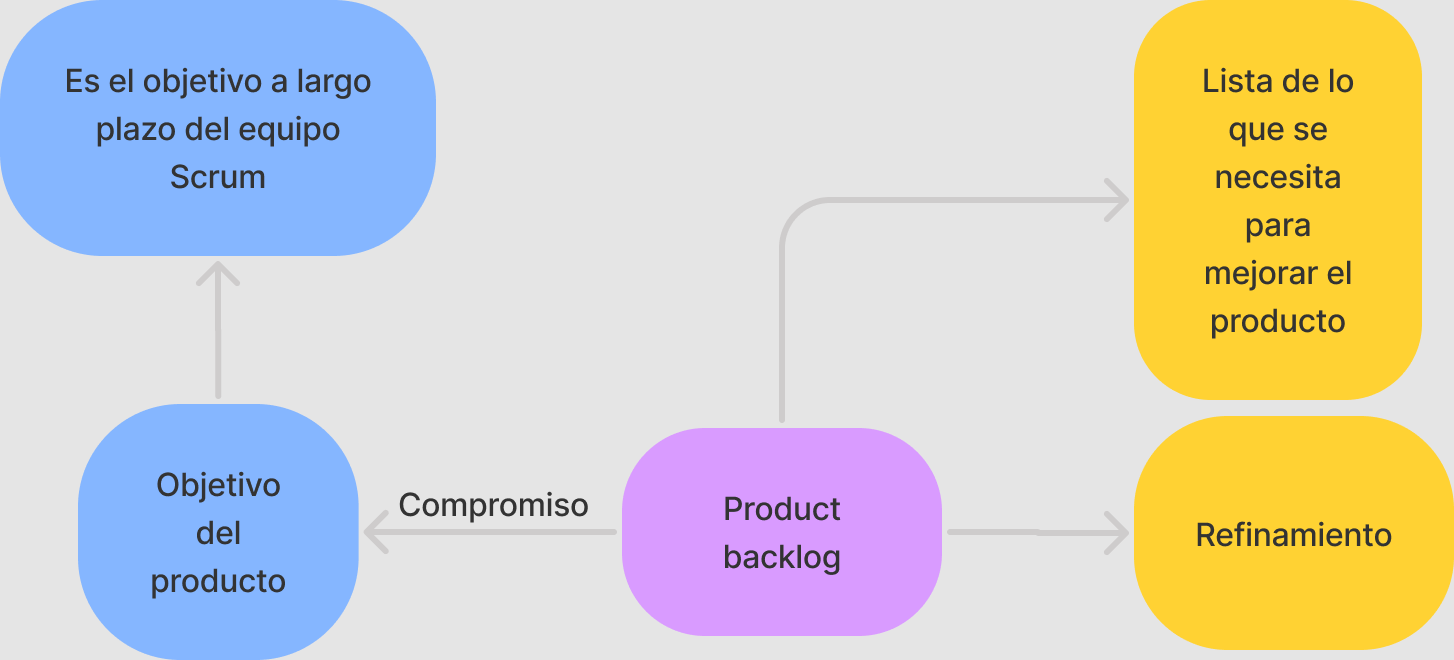 Es el objetivo a largo
plazo del equipo
Scrum
Lista de lo
que se
necesita
para
mejorar el
producto
Objetivo
del
producto
Compromiso
Product
backlog
Refinamiento